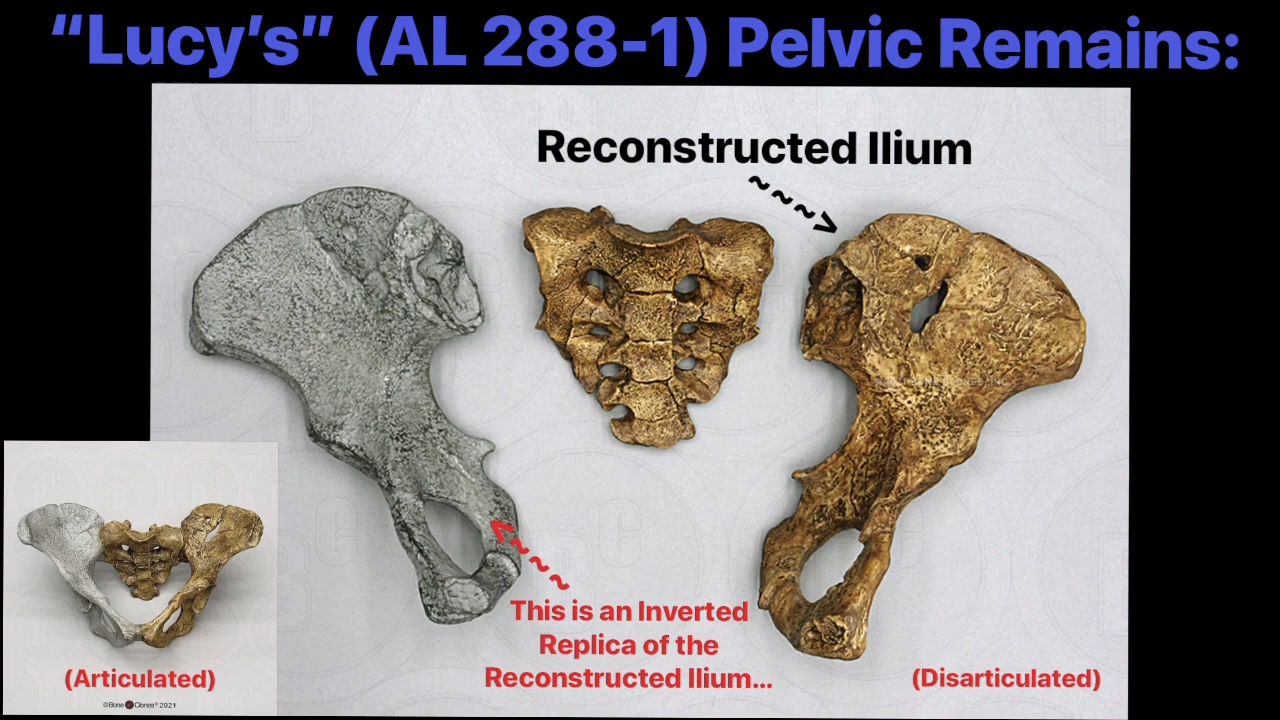 “Lucy’s” (AL 288-1) Pelvic Remains:
Reconstructed Ilium
This is an Inverted
Replica of the
Reconstructed Ilium...
(Articulated)
(Disarticulated)
©Bone Clones® 2021